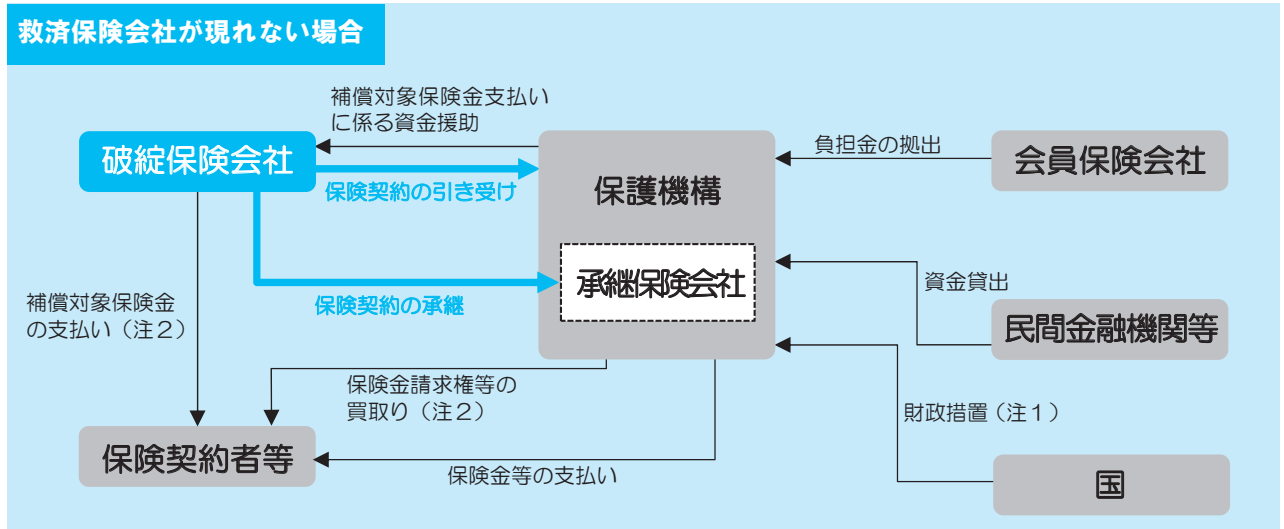 救済保険会社が現れない場合
補償対象保険金支払い
に係る資金援助
破綻保険会社
保険契約の引き受け
保護機構
負担金の拠出
会員保険会社
承継保険会社
保険契約の承継
資金貸出
民間金融機関等
補償対象保険金
の支払い（注２）
保険金請求権等の
買取り（注２）
財政措置（注１）
保険契約者等
保険金等の支払い
国